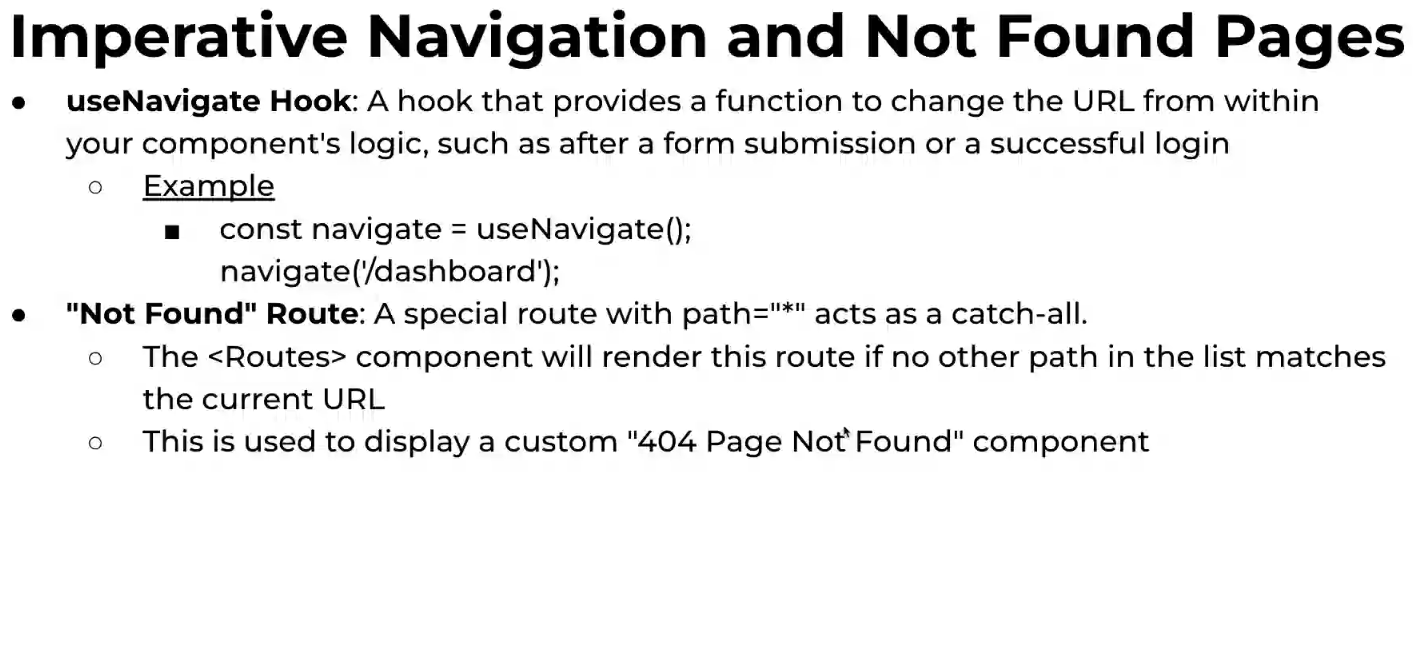 Imperative Navigation and Not Found Pages
● useNavigate Hook: A hook that provides a function to change the URL from within
your component's logic, such as after a form submission or a successful login
○ Example
■ const navigate = useNavigate();
navigate('/dashboard');
● "Not Found" Route: A special route with path="*" acts as a catch-all.
○ The <Routes> component will render this route if no other path in the list matches
the current URL
○ This is used to display a custom "404 Page Not Found" component